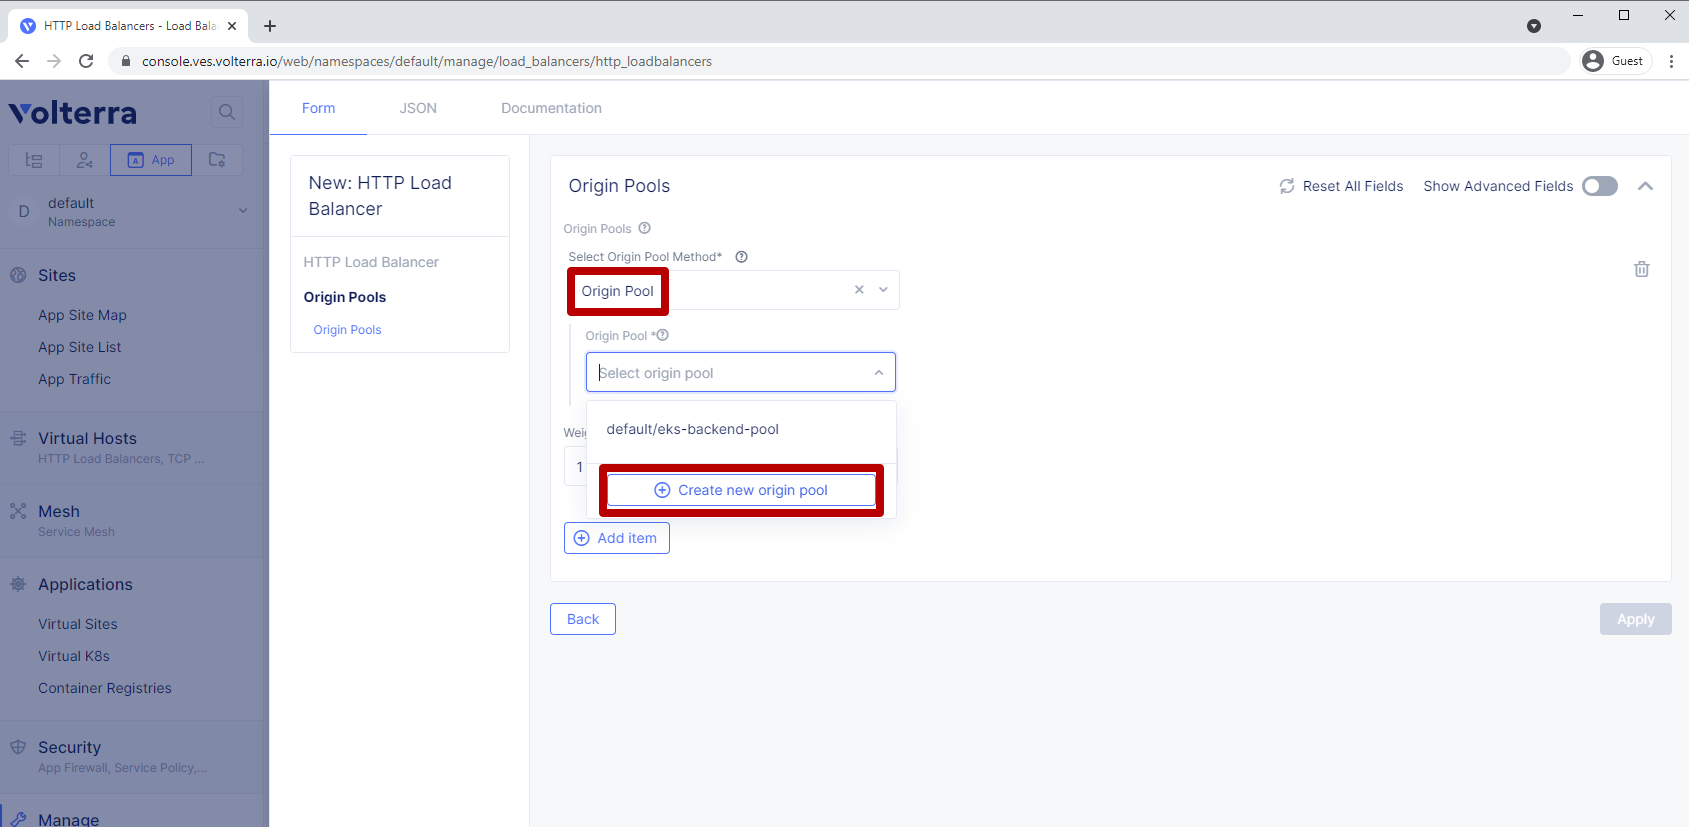 HTTP Load Balancers - Load Bala
console.ves.volterra.io/web/namespaces/default/manage/load_balancers/http_loadbalancers
Guest
Volterra
App
D
default
Namespace
Sites
App Site Map
App Site List
App Traffic
Virtual Hosts
HTTP Load Balancers, TCP ...
Mesh
Service Mesh
Applications
Virtual Sites
Virtual K8s
Container Registries
Security
App Firewall, Service Policy,...
Manage
Form
JSON
Documentation
New: HTTP Load
Balancer
HTTP Load Balancer
Origin Pools
Origin Pools
Origin Pools
Reset All Fields
Show Advanced Fields
Origin Pools
Select Origin Pool Method*
Origin Pool
Origin Pool *
Select origin pool
default/eks-backend-pool
Weig
1
Create new origin pool
Add item
Back
Apply